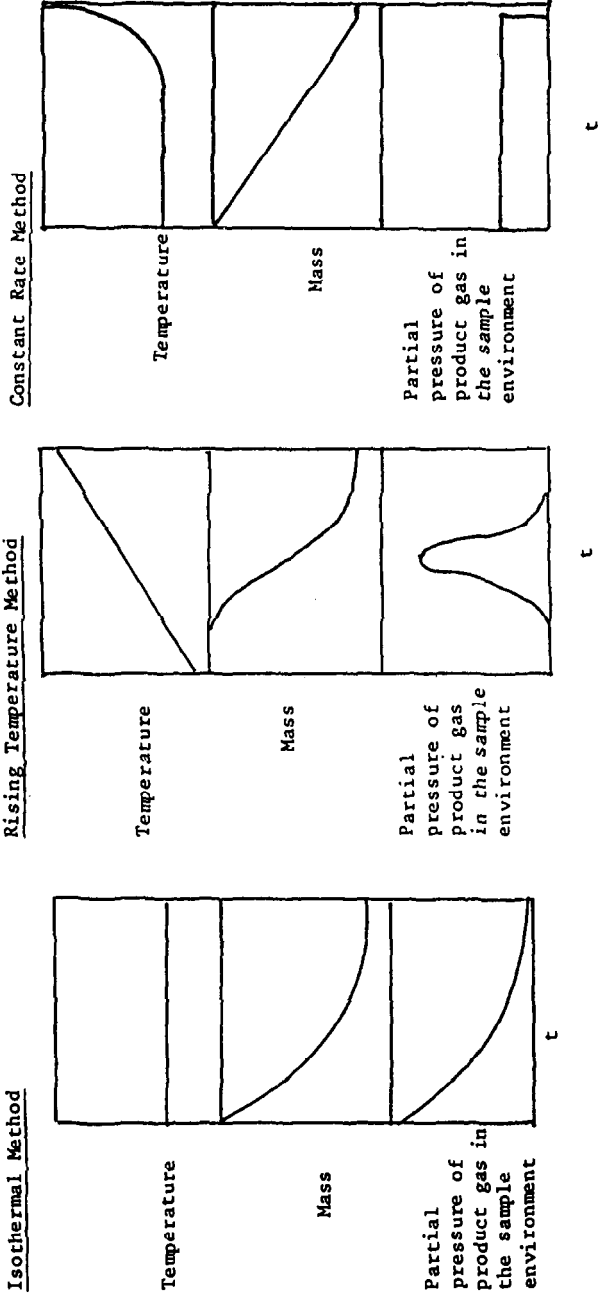 Isothermal Method
Temperature
Mass
Partial
pressure of
product gas in
the sample
environment
t
Rising Temperature Method
Temperature
Mass
Partial
pressure of
product gas
in the sample
environment
t
Constant Rate Method
Temperature
Mass
Partial
pressure of
product gas in
the sample
environment
t